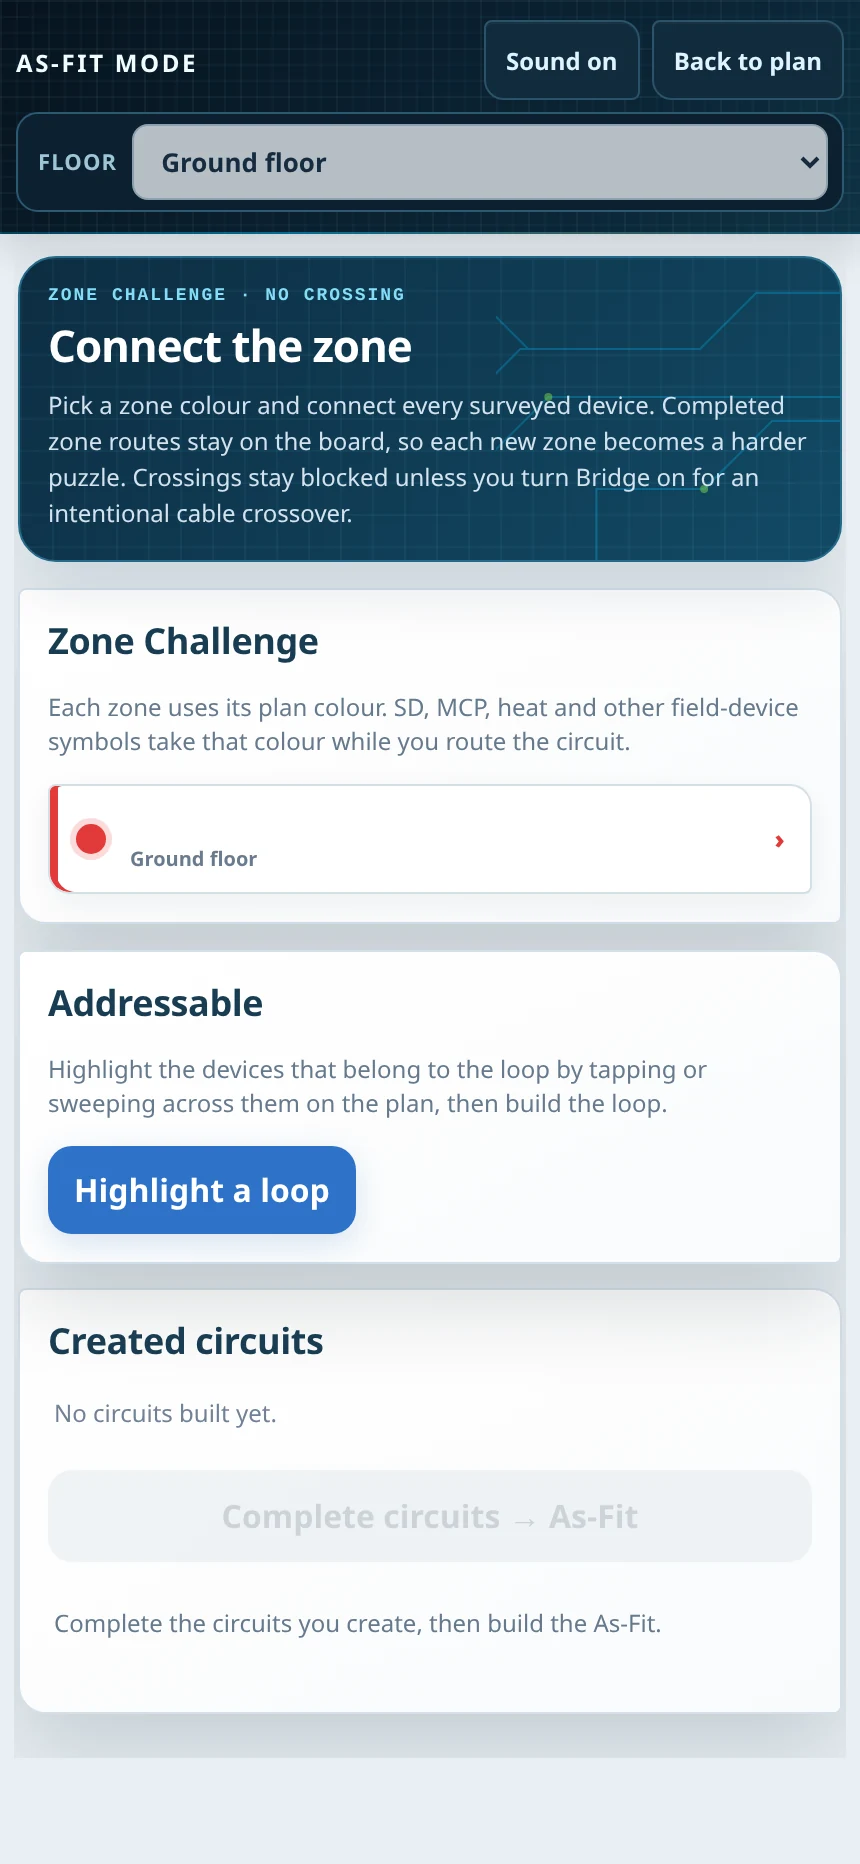 AS-FIT MODE
Sound on
Back to plan
FLOOR
Ground floor
ZONE CHALLENGE · NO CROSSING
Connect the zone
Pick a zone colour and connect every surveyed device. Completed
zone routes stay on the board, so each new zone becomes a harder
puzzle. Crossings stay blocked unless you turn Bridge on for an
intentional cable crossover.
Zone Challenge
Each zone uses its plan colour. SD, MCP, heat and other field-device
symbols take that colour while you route the circuit.
Ground floor
›
Addressable
Highlight the devices that belong to the loop by tapping or
sweeping across them on the plan, then build the loop.
Highlight a loop
Created circuits
No circuits built yet.
Complete circuits → As-Fit
Complete the circuits you create, then build the As-Fit.